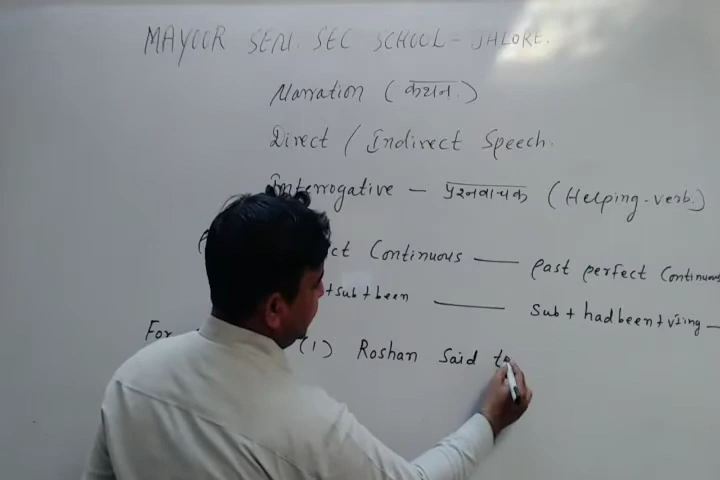 MAYOOR SENI. SEC SCHOOL - JALORE.
Narration (कथन.)
Direct / Indirect Speech.
Interrogative - प्रश्नवाचक (Helping-verb.)
Continuous — Past perfect Continuous
+sub+been — Sub + had been + v1ing —
For (1) Roshan Said to